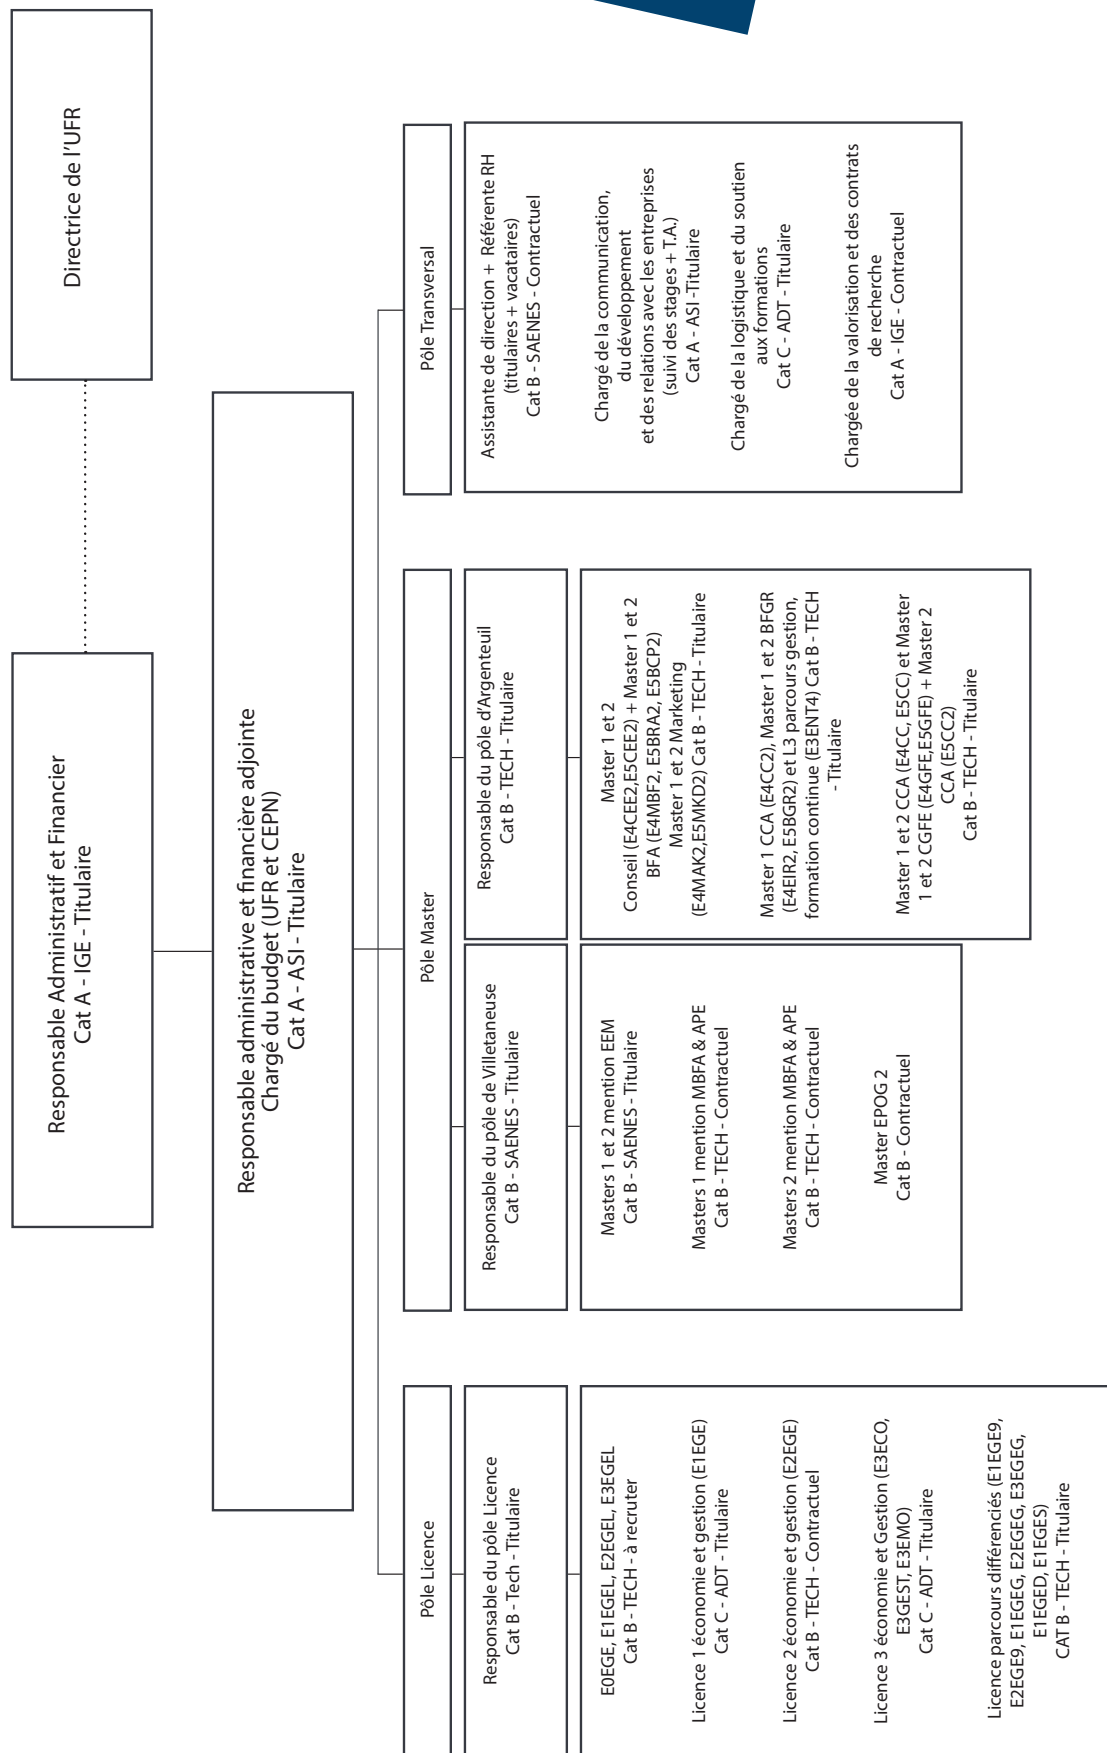 Directrice de l'UFR
Responsable Administratif et Financier
Cat A - IGE - Titulaire
Responsable administrative et financière adjointe
Chargé du budget (UFR et CEPN)
Cat A - ASI - Titulaire
Pôle Licence
Responsable du pôle Licence
Cat B - Tech - Titulaire
E0EGE, E1EGEL, E2EGEL, E3EGEL
Cat B - TECH - à recruter
Licence 1 économie et gestion (E1EGE)
Cat C - ADT - Titulaire
Licence 2 économie et gestion (E2EGE)
Cat B - TECH - Contractuel
Licence 3 économie et Gestion (E3ECO,
E3GEST, E3EMO)
Cat C - ADT - Titulaire
Licence parcours différenciés (E1EGE9,
E2EGE9, E1EGEG, E2EGEG, E3EGEG,
E1EGED, E1EGES)
CAT B - TECH - Titulaire
Pôle Master
Responsable du pôle de Villetaneuse
Cat B - SAENES - Titulaire
Masters 1 et 2 mention EEM
Cat B - SAENES - Titulaire
Masters 1 mention MBFA & APE
Cat B - TECH - Contractuel
Masters 2 mention MBFA & APE
Cat B - TECH - Contractuel
Master EPOG 2
Cat B - Contractuel
Responsable du pôle d'Argenteuil
Cat B - TECH - Titulaire
Master 1 et 2
Conseil (E4CEE2,E5CEE2) + Master 1 et 2
BFA (E4MBF2, E5BRA2, E5BCP2)
Master 1 et 2 Marketing
(E4MAK2,E5MKD2) Cat B - TECH - Titulaire
Master 1 CCA (E4CC2), Master 1 et 2 BFGR
(E4EIR2, E5BGR2) et L3 parcours gestion,
formation continue (E3ENT4) Cat B - TECH
- Titulaire
Master 1 et 2 CCA (E4CC, E5CC) et Master
1 et 2 CGFE (E4GFE,E5GFE) + Master 2
CCA (E5CC2)
Cat B - TECH - Titulaire
Pôle Transversal
Assistante de direction + Référente RH
(titulaires + vacataires)
Cat B - SAENES - Contractuel
Chargé de la communication,
du développement
et des relations avec les entreprises
(suivi des stages + T.A.)
Cat A - ASI -Titulaire
Chargé de la logistique et du soutien
aux formations
Cat C - ADT - Titulaire
Chargée de la valorisation et des contrats
de recherche
Cat A - IGE - Contractuel